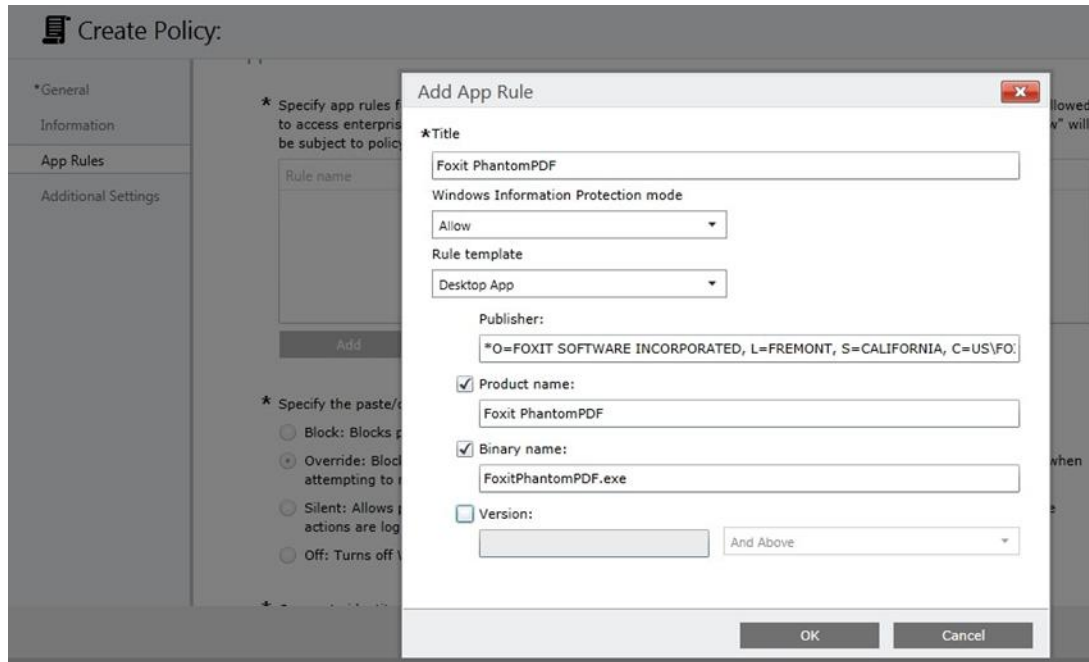 Create Policy:
*General
Information
App Rules
Additional Settings
* Specify app rules f
to access enterpris
be subject to policy
llowed
w" will
Rule name
Add
* Specify the paste/
Block: Blocks
Override: Block
attempting to
when
Silent: Allows
actions are log
Off: Turns off
Add App Rule
*Title
Foxit PhantomPDF
Windows Information Protection mode
Allow
Rule template
Desktop App
Publisher:
*O=FOXIT SOFTWARE INCORPORATED, L=FREMONT, S=CALIFORNIA, C=US\FO
Product name:
Foxit PhantomPDF
Binary name:
FoxitPhantomPDF.exe
Version:
And Above
OK
Cancel